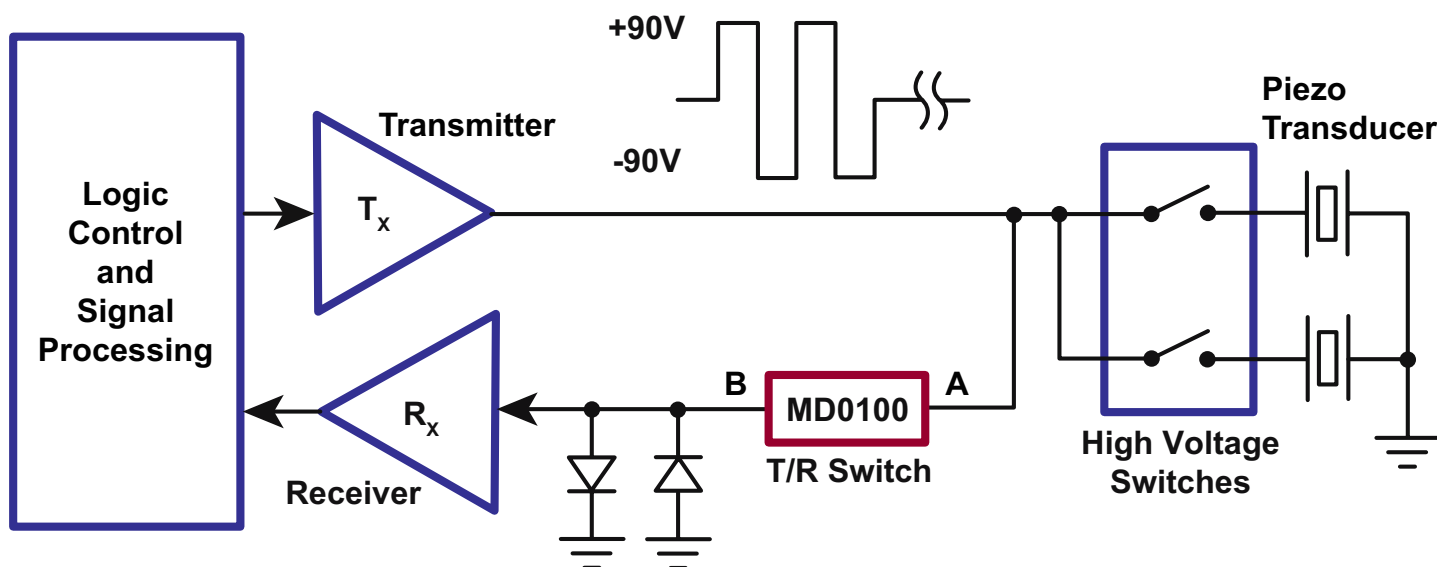 +90V
-90V
Transmitter
Piezo
Transducer
Logic
Control
and
Signal
Processing
Tx
Rx
B
A
MD0100
T/R Switch
Receiver
High Voltage
Switches